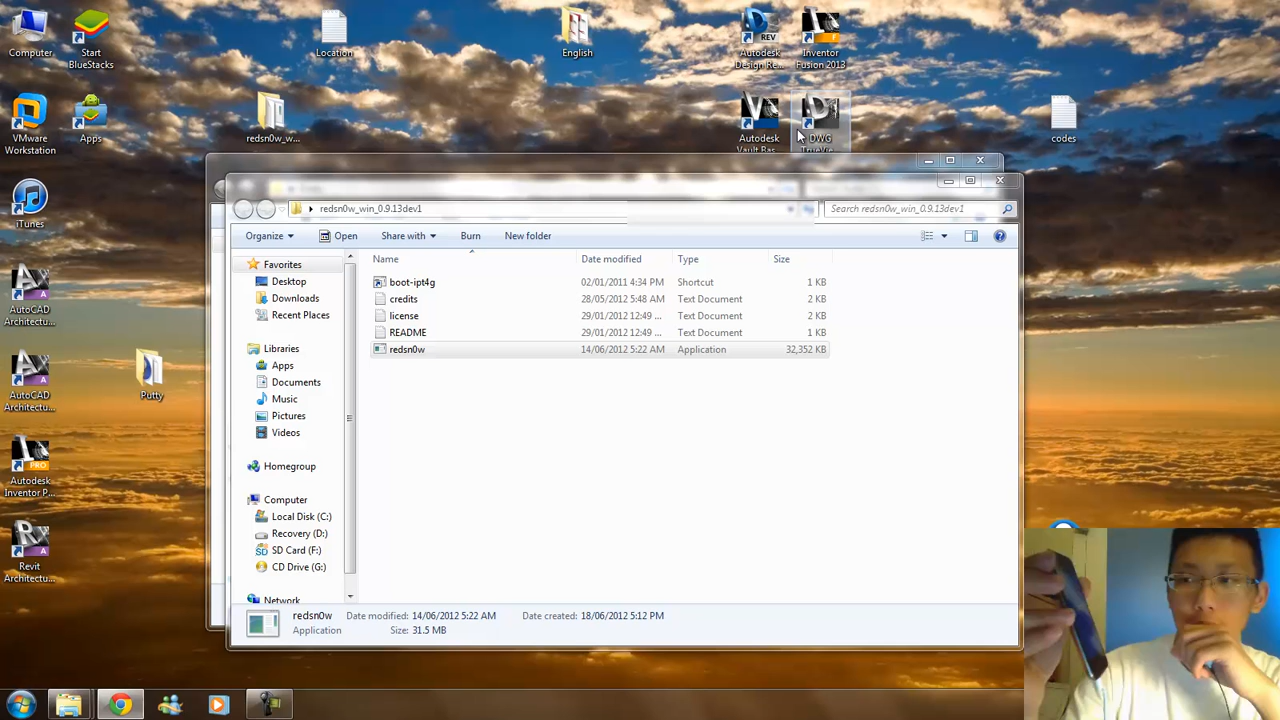 Computer
Start
BlueStacks
Location
English
Autodesk
Design Re...
Inventor
Fusion 2013
VMware
Workstation
Apps
redsn0w_w...
Autodesk
Vault Bas...
DWG
TrueVie...
codes
iTunes
AutoCAD
Architectu...
AutoCAD
Architectu...
Putty
Autodesk
Inventor P...
Revit
Architectu...
redsn0w_win_0.9.13dev1
Search redsn0w_win_0.9.13dev1
Organize Open Share with Burn New folder
Name Date modified Type Size
boot-ipt4g 02/01/2011 4:34 PM Shortcut 1 KB
credits 28/05/2012 5:48 AM Text Document 2 KB
license 29/01/2012 12:49 ... Text Document 2 KB
README 29/01/2012 12:49 ... Text Document 1 KB
redsn0w 14/06/2012 5:22 AM Application 32,352 KB
Favorites
Desktop
Downloads
Recent Places
Libraries
Apps
Documents
Music
Pictures
Videos
Homegroup
Computer
Local Disk (C:)
Recovery (D:)
SD Card (F:)
CD Drive (G:)
Network
redsn0w Date modified: 14/06/2012 5:22 AM Date created: 18/06/2012 5:12 PM
Application Size: 31.5 MB